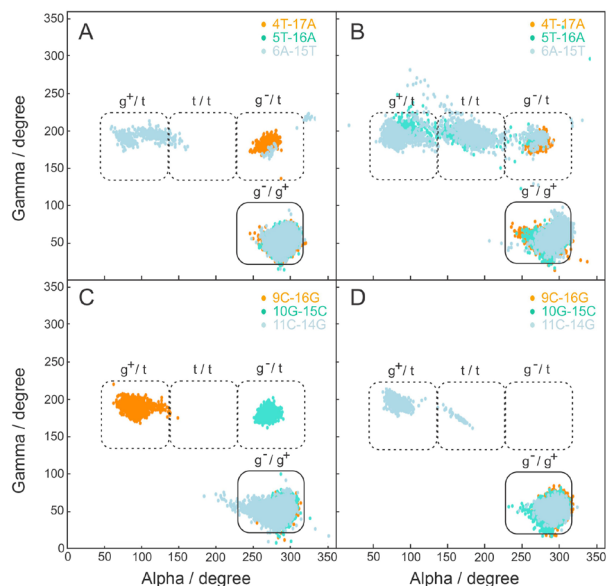 A
4T-17A
5T-16A
6A-15T
g+/ t
t / t
g-/ t
g-/ g+
B
4T-17A
5T-16A
6A-15T
g+/ t
t / t
g-/ t
g-/ g+
350
300
250
200
150
100
50
Gamma / degree
C
9C-16G
10G-15C
11C-14G
g+/ t
t / t
g-/ t
g-/ g+
D
9C-16G
10G-15C
11C-14G
g+/ t
t / t
g-/ t
g-/ g+
350
300
250
200
150
100
50
0
Gamma / degree
0 50 100 150 200 250 300 350
50 100 150 200 250 300 350
Alpha / degree
Alpha / degree